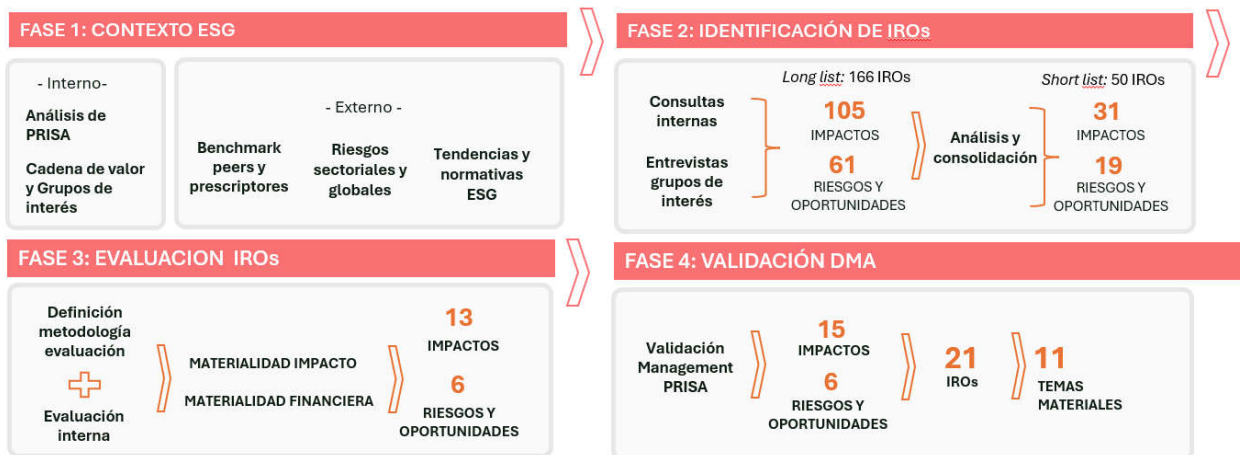 FASE 1: CONTEXTO ESG
- Interno-
Análisis de
PRISA
Cadena de valor
y Grupos de
interés
- Externo -
Benchmark
peers y
prescriptores
Riesgos
sectoriales y
globales
Tendencias y
normativas
ESG
FASE 2: IDENTIFICACIÓN DE IROs
Consultas
internas
Entrevistas
grupos de
interés
Long list: 166 IROs
105
IMPACTOS
61
RIESGOS Y
OPORTUNIDADES
Análisis y
consolidación
Short list: 50 IROs
31
IMPACTOS
19
RIESGOS Y
OPORTUNIDADES
FASE 3: EVALUACION IROs
Definición
metodología
evaluación
Evaluación
interna
MATERIALIDAD IMPACTO
MATERIALIDAD FINANCIERA
13
IMPACTOS
6
RIESGOS Y
OPORTUNIDADES
FASE 4: VALIDACIÓN DMA
Validación
Management
PRISA
15
IMPACTOS
6
RIESGOS Y
OPORTUNIDADES
21
IROs
11
TEMAS
MATERIALES